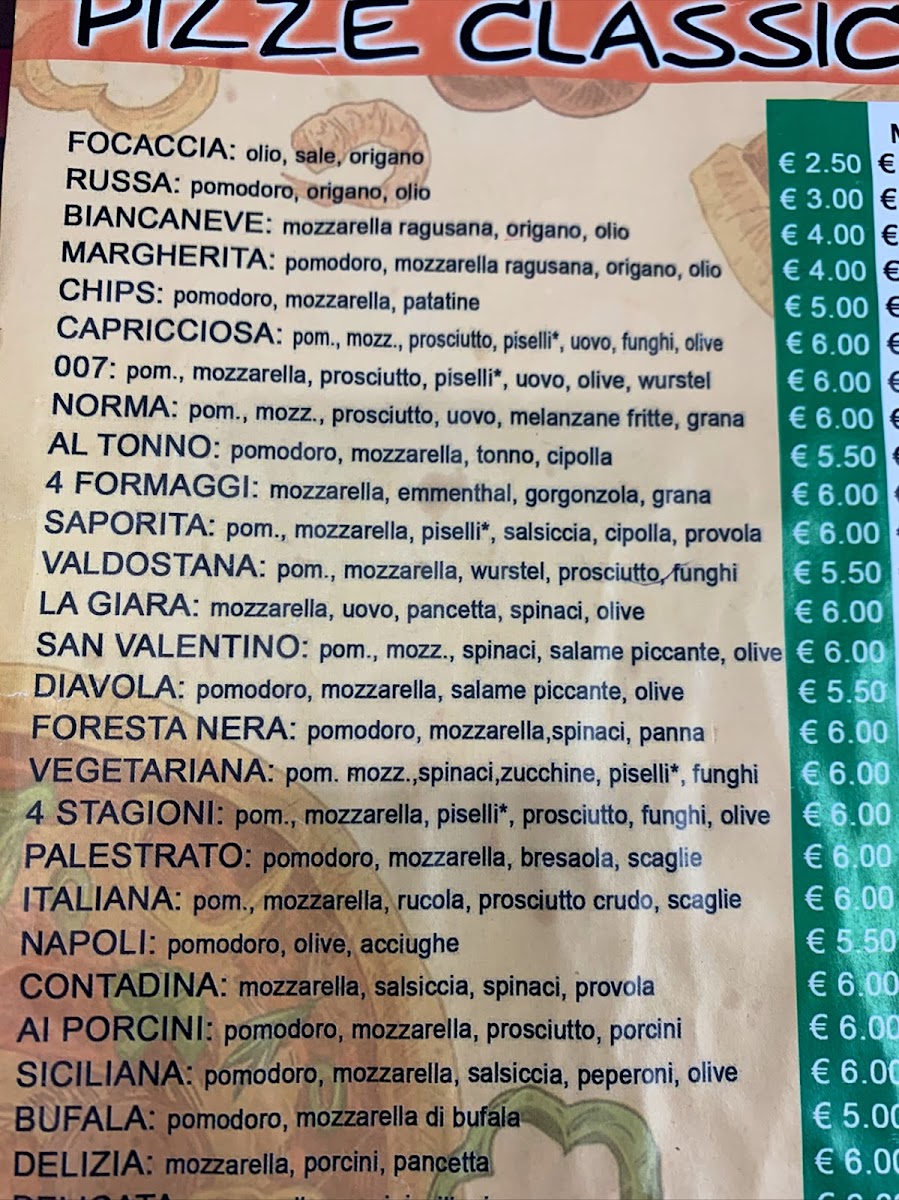 PIZZE CLASSIC
FOCACCIA: olio, sale, origano € 2.50 €
RUSSA: pomodoro, origano, olio € 3.00 €
BIANCANEVE: mozzarella ragusana, origano, olio € 4.00 €
MARGHERITA: pomodoro, mozzarella ragusana, origano, olio € 4.00 €
CHIPS: pomodoro, mozzarella, patatine € 5.00 €
CAPRICCIOSA: pom., mozz., prosciutto, piselli*, uovo, funghi, olive € 6.00 €
007: pom., mozzarella, prosciutto, piselli*, uovo, olive, wurstel € 6.00 €
NORMA: pom., mozz., prosciutto, uovo, melanzane fritte, grana € 6.00 €
AL TONNO: pomodoro, mozzarella, tonno, cipolla € 5.50 €
4 FORMAGGI: mozzarella, emmenthal, gorgonzola, grana € 6.00
SAPORITA: pom., mozzarella, piselli*, salsiccia, cipolla, provola € 6.00
VALDOSTANA: pom., mozzarella, wurstel, prosciutto, funghi € 5.50
LA GIARA: mozzarella, uovo, pancetta, spinaci, olive € 6.00
SAN VALENTINO: pom., mozz., spinaci, salame piccante, olive € 6.00
DIAVOLA: pomodoro, mozzarella, salame piccante, olive € 5.50
FORESTA NERA: pomodoro, mozzarella,spinaci, panna € 6.00
VEGETARIANA: pom. mozz.,spinaci,zucchine, piselli*, funghi € 6.00
4 STAGIONI: pom., mozzarella, piselli*, prosciutto, funghi, olive € 6.00
PALESTRATO: pomodoro, mozzarella, bresaola, scaglie € 6.00
ITALIANA: pom., mozzarella, rucola, prosciutto crudo, scaglie € 6.00
NAPOLI: pomodoro, olive, acciughe € 5.50
CONTADINA: mozzarella, salsiccia, spinaci, provola € 6.00
AI PORCINI: pomodoro, mozzarella, prosciutto, porcini € 6.00
SICILIANA: pomodoro, mozzarella, salsiccia, peperoni, olive € 6.00
BUFALA: pomodoro, mozzarella di bufala € 5.00
DELIZIA: mozzarella, porcini, pancetta € 6.00